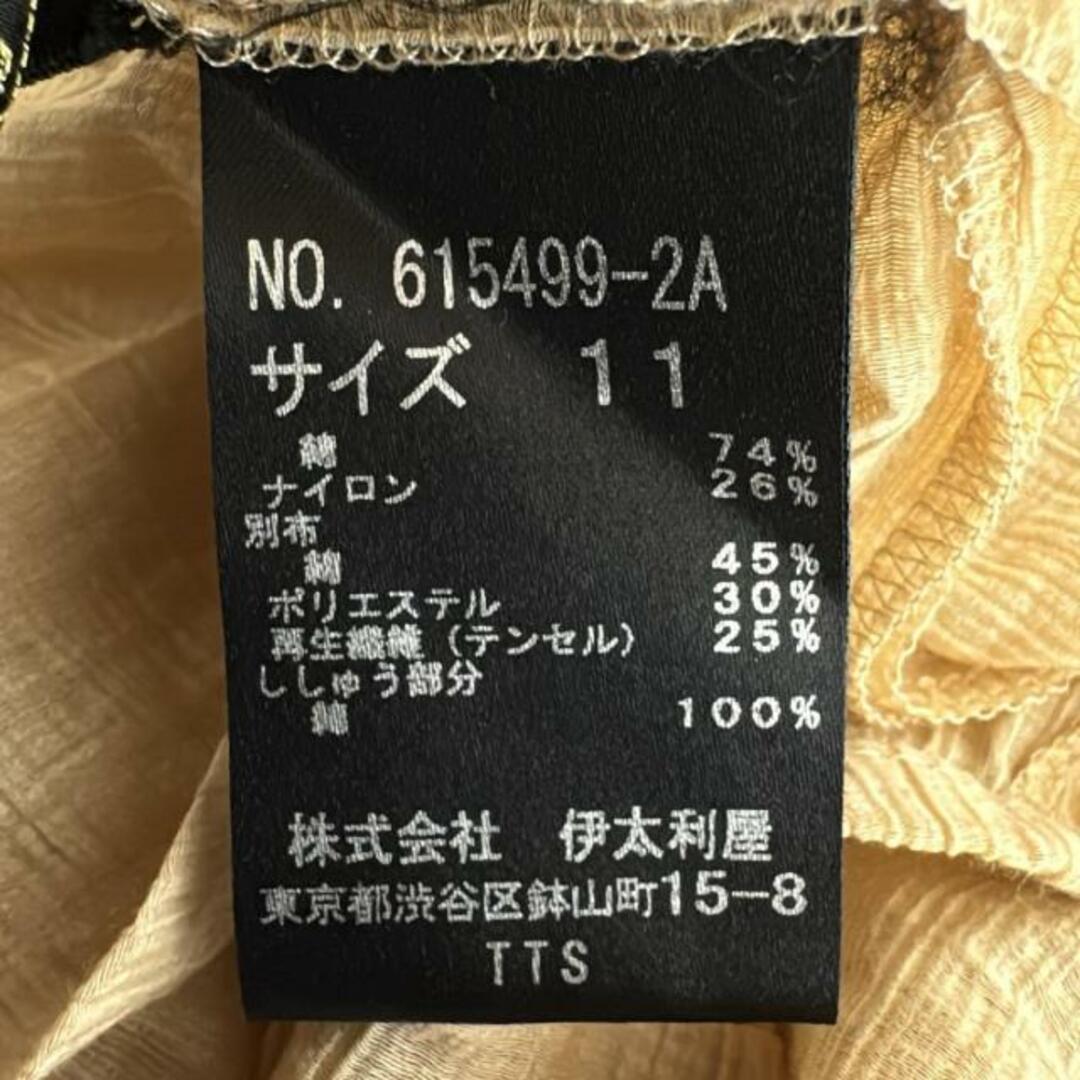 NO. 615499-2A
サイズ 11
74%
ナイロン 26%
別布
45%
ポリエステル 30%
再生繊維(テンセル) 25%
ししゅう部分
綿 100%
株式会社 伊太利屋
東京都渋谷区鉢山町15-8
TTS